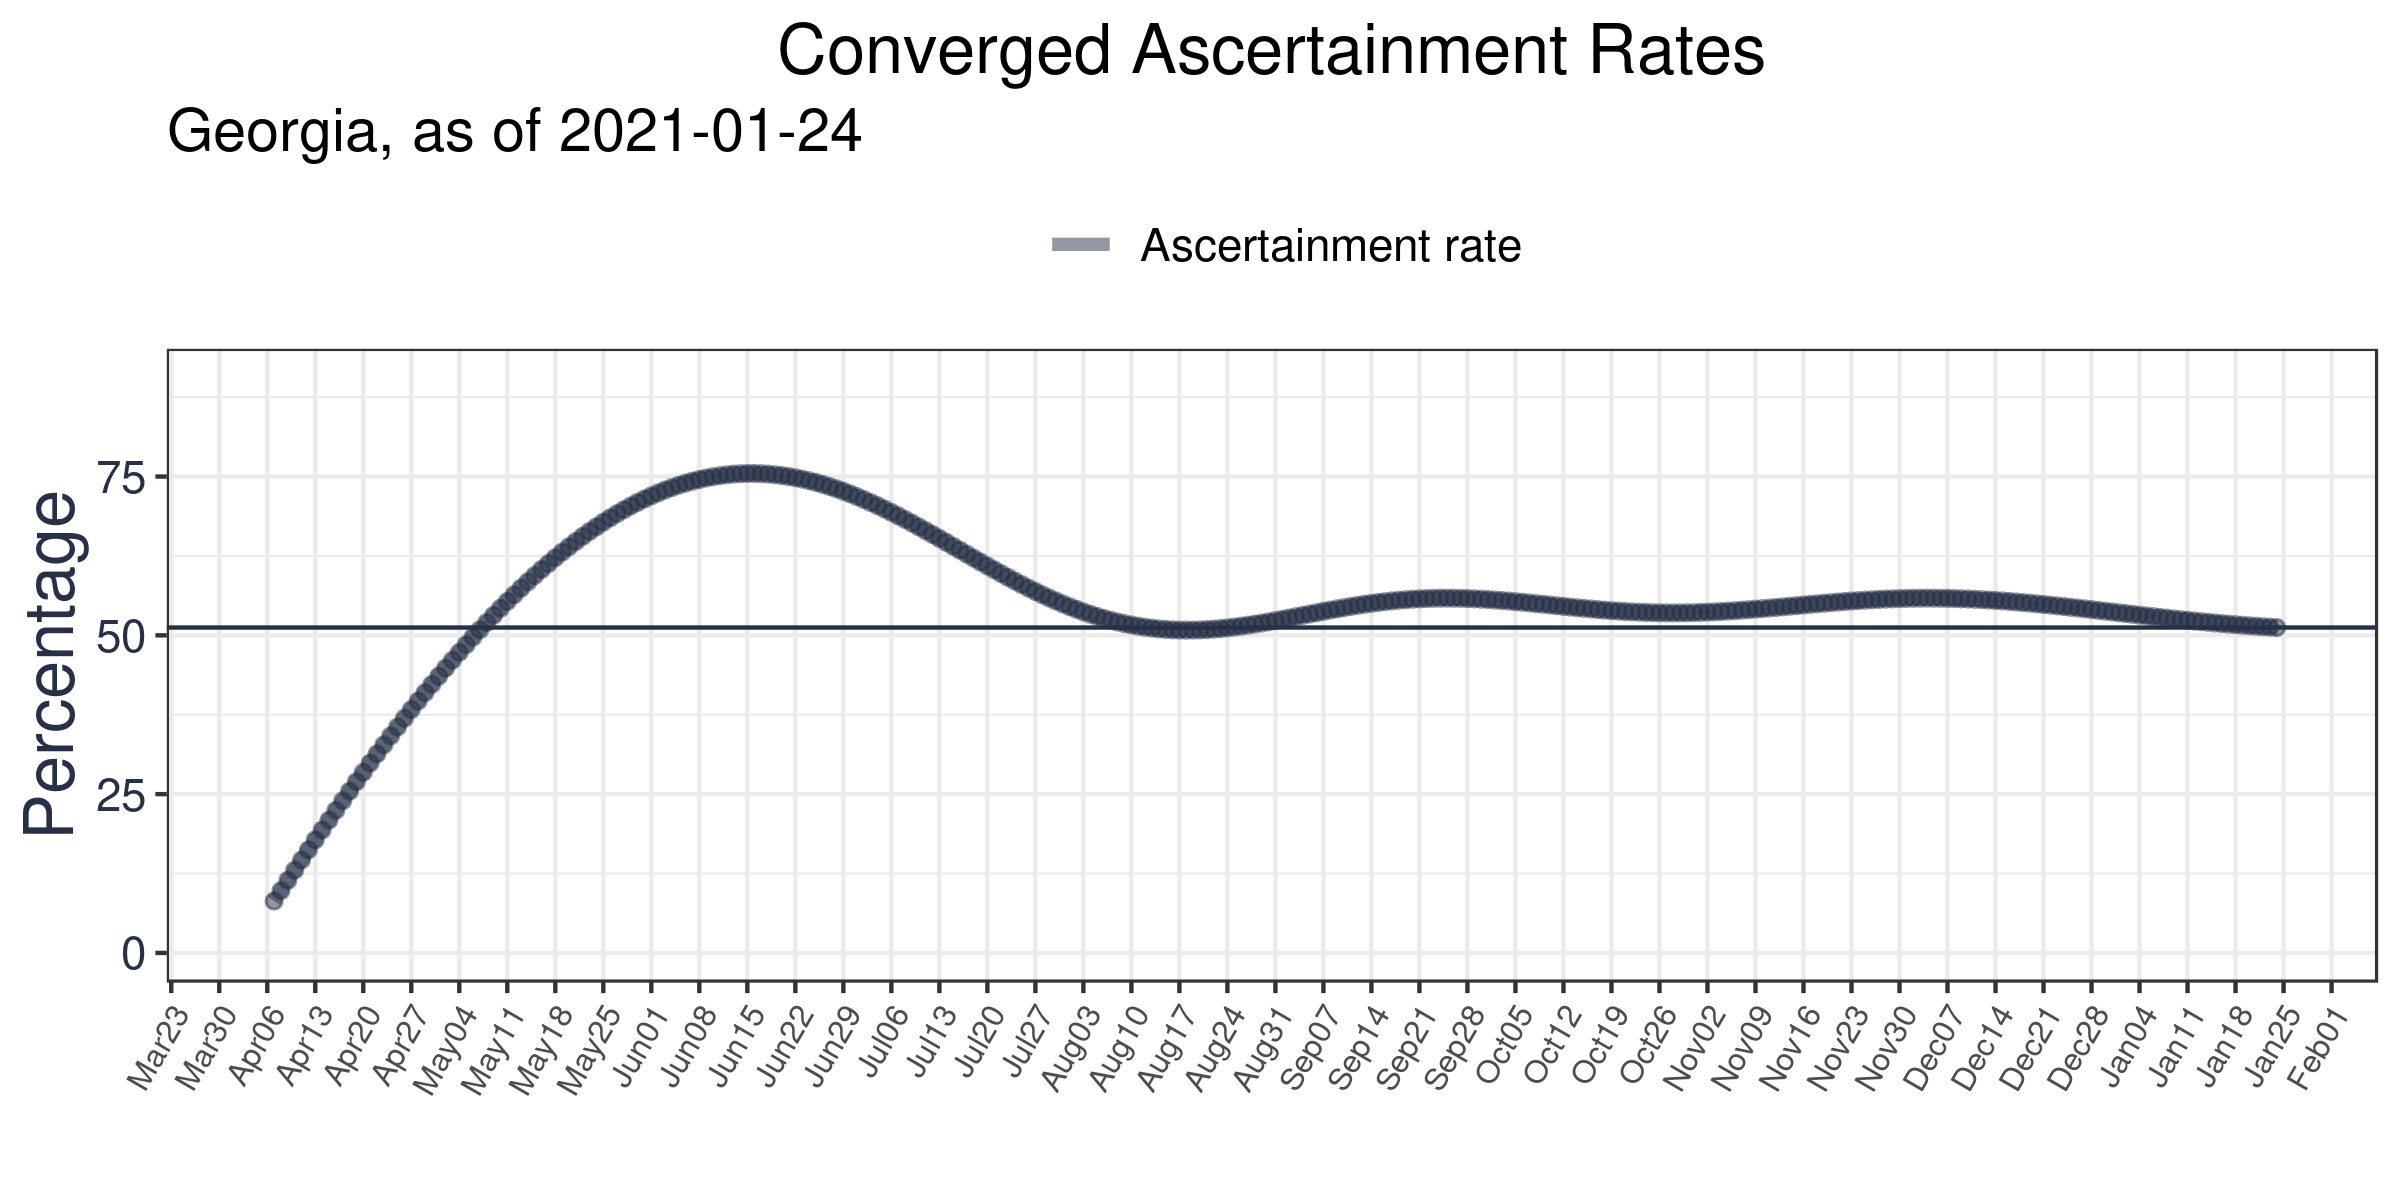 Converged Ascertainment Rates
Georgia, as of 2021-01-24
Ascertainment rate
Percentage
75
50
25
0
Mar23 Mar30 Apr06 Apr13 Apr20 Apr27 May04 May11 May18 May25 Jun01 Jun08 Jun15 Jun22 Jun29 Jul06 Jul13 Jul20 Jul27 Aug03 Aug10 Aug17 Aug24 Aug31 Sep07 Sep14 Sep21 Sep28 Oct05 Oct12 Oct19 Oct26 Nov02 Nov09 Nov16 Nov23 Nov30 Dec07 Dec14 Dec21 Dec28 Jan04 Jan11 Jan18 Jan25 Feb01